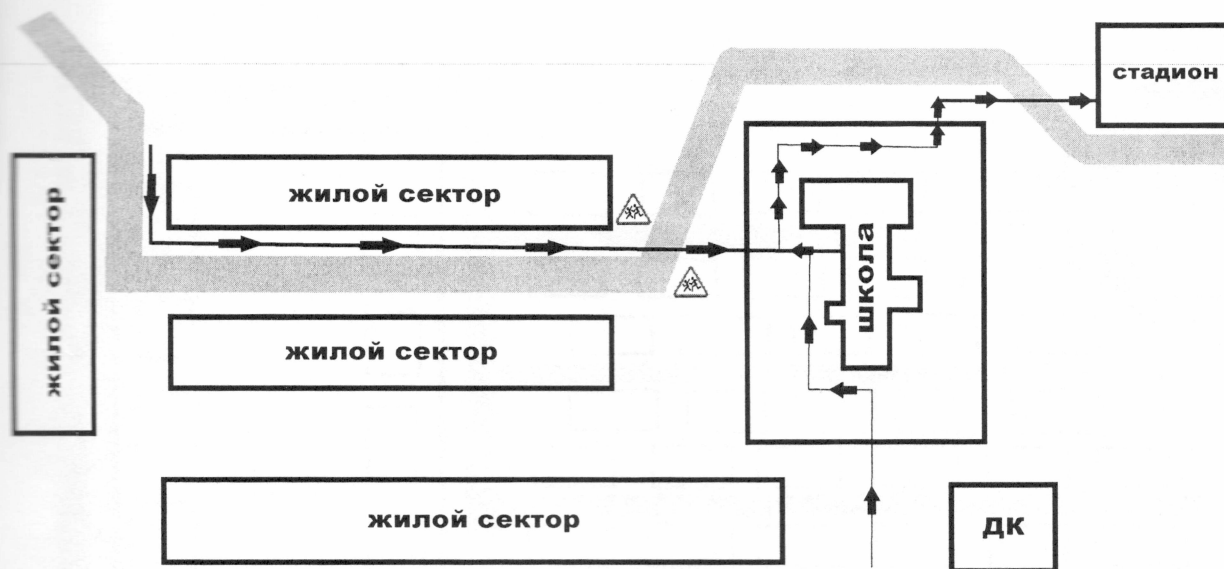 стадион
жилой сектор
жилой сектор
школа
жилой сектор
жилой сектор
ДК